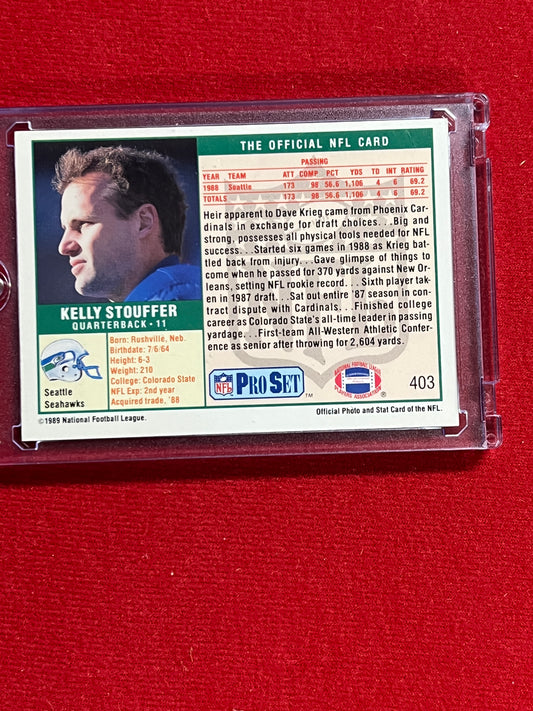 THE OFFICIAL NFL CARD
PASSING
YEAR TEAM ATT COMP PCT YDS TD INT RATING
1988 Seattle 173 98 56.6 1,106 4 6 69.2
TOTALS 173 98 56.6 1,106 4 6 69.2
Heir apparent to Dave Krieg came from Phoenix Car-
dinals in exchange for draft choices. . .Big and
strong, possesses all physical tools needed for NFL
success. . .Started six games in 1988 as Krieg bat-
tled back from injury. . .Gave glimpse of things to
come when he passed for 370 yards against New Or-
leans, setting NFL rookie record. . .Sixth player taken
in 1987 draft. . .Sat out entire '87 season in con-
tract dispute with Cardinals. . .Finished college
career as Colorado State's all-time leader in passing
yardage. . .First-team All-Western Athletic Confer-
ence as senior after throwing for 2,604 yards.
KELLY STOUFFER
QUARTERBACK • 11
Born: Rushville, Neb.
Birthdate: 7/6/64
Height: 6-3
Weight: 210
College: Colorado State
NFL Exp: 2nd year
Acquired trade, '88
Seattle
Seahawks
©1989 National Football League.
NFL PRO SET ™
NATIONAL FOOTBALL LEAGUE
PLAYERS ASSOCIATION
®
403
Official Photo and Stat Card of the NFL.